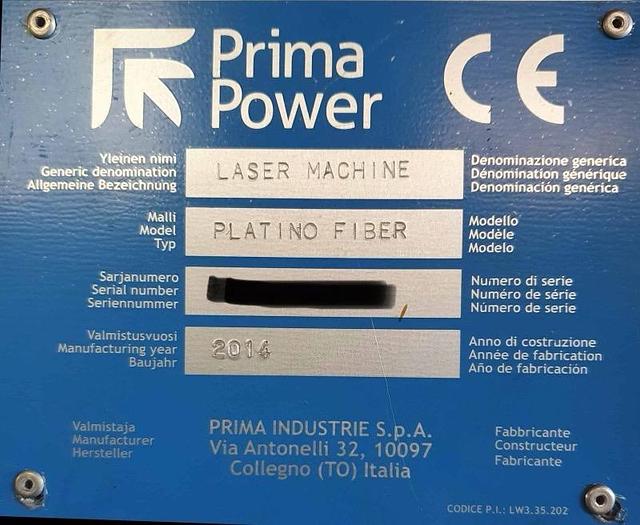 Prima
Power
CE
Yleinen nimi
Generic denomination
Allgemeine Bezeichnung
LASER MACHINE
Denominazione generica
Dénomination générique
Denominación genérica
Malli
Model
Typ
PLATINO FIBER
Modello
Modèle
Modelo
Sarjanumero
Serial number
Seriennummer
Numero di serie
Numéro de série
Número de serie
Valmistusvuosi
Manufacturing year
Baujahr
2014
Anno di costruzione
Année de fabrication
Año de fabricación
Valmistaja
Manufacturer
Hersteller
PRIMA INDUSTRIE S.p.A.
Via Antonelli 32, 10097
Collegno (TO) Italia
Fabbricante
Constructeur
Fabricante
CODICE P.I.: LW3.35.202